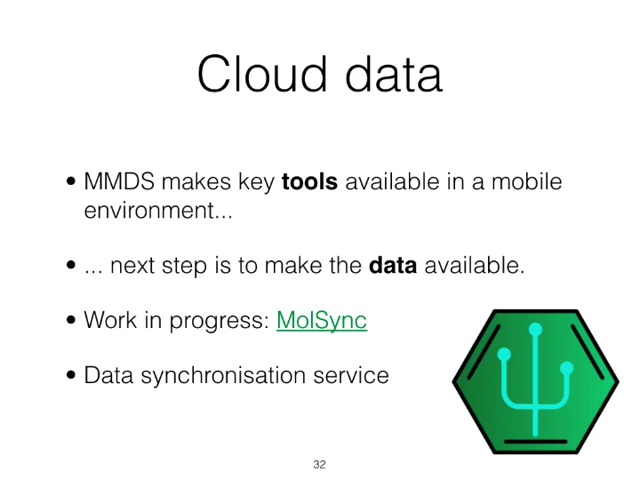 Cloud data
• MMDS makes key tools available in a mobile
environment...
• ... next step is to make the data available.
• Work in progress: MolSync
• Data synchronisation service
32